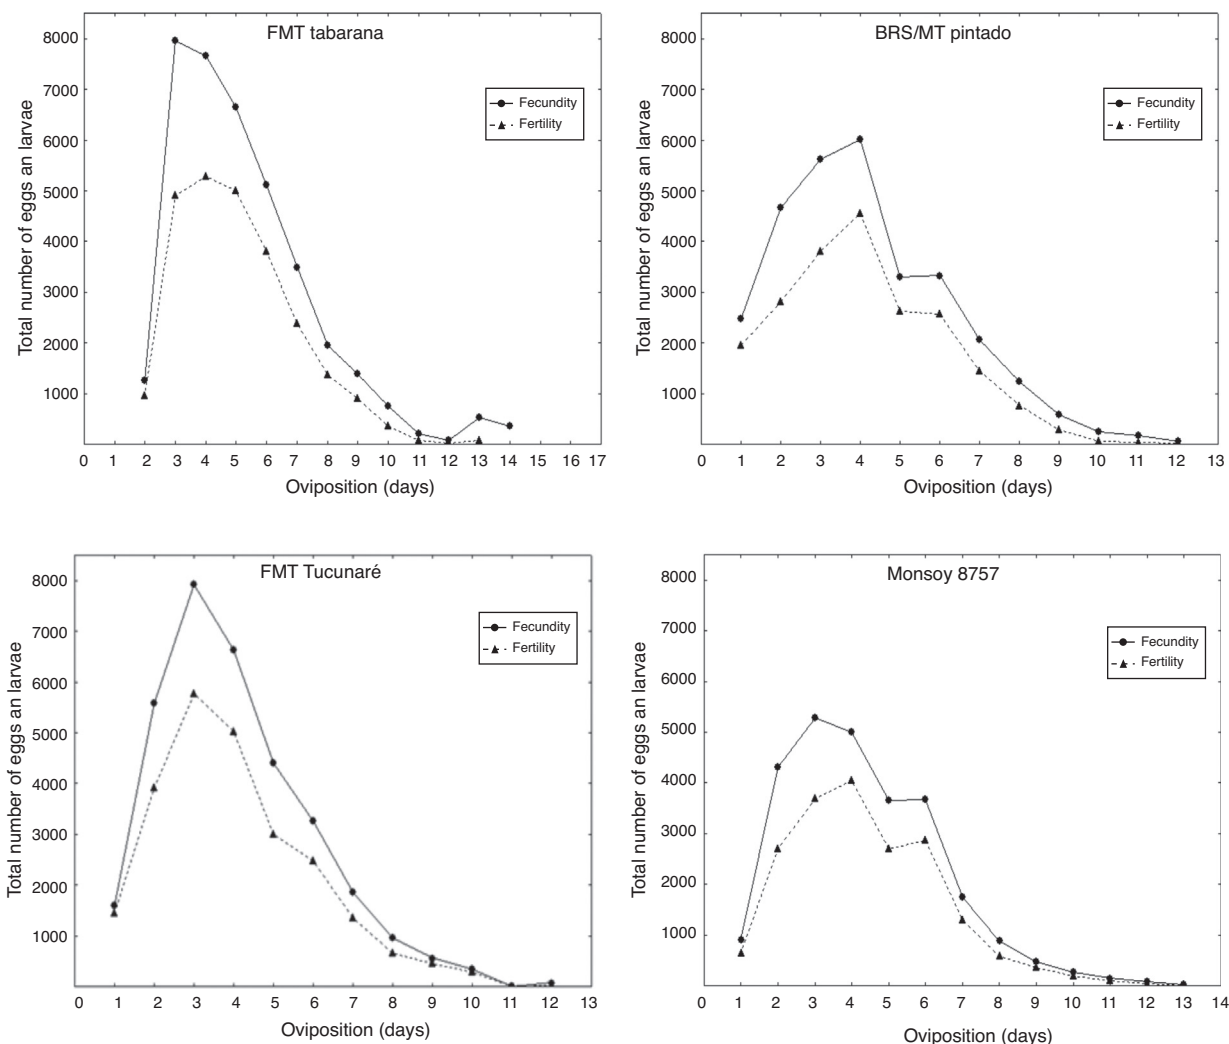 FMT tabarana
8000
7000
6000
5000
4000
3000
2000
1000
Total number of eggs an larvae
Fecundity
Fertility
0 1 2 3 4 5 6 7 8 9 10 11 12 13 14 15 16 17
Oviposition (days)
BRS/MT pintado
8000
7000
6000
5000
4000
3000
2000
1000
Total number of eggs an larvae
Fecundity
Fertility
0 1 2 3 4 5 6 7 8 9 10 11 12 13
Oviposition (days)
FMT Tucunaré
8000
7000
6000
5000
4000
3000
2000
1000
Total number of eggs an larvae
Fecundity
Fertility
0 1 2 3 4 5 6 7 8 9 10 11 12 13
Oviposition (days)
Monsoy 8757
8000
7000
6000
5000
4000
3000
2000
1000
Total number of eggs an larvae
Fecundity
Fertility
0 1 2 3 4 5 6 7 8 9 10 11 12 13 14
Oviposition (days)